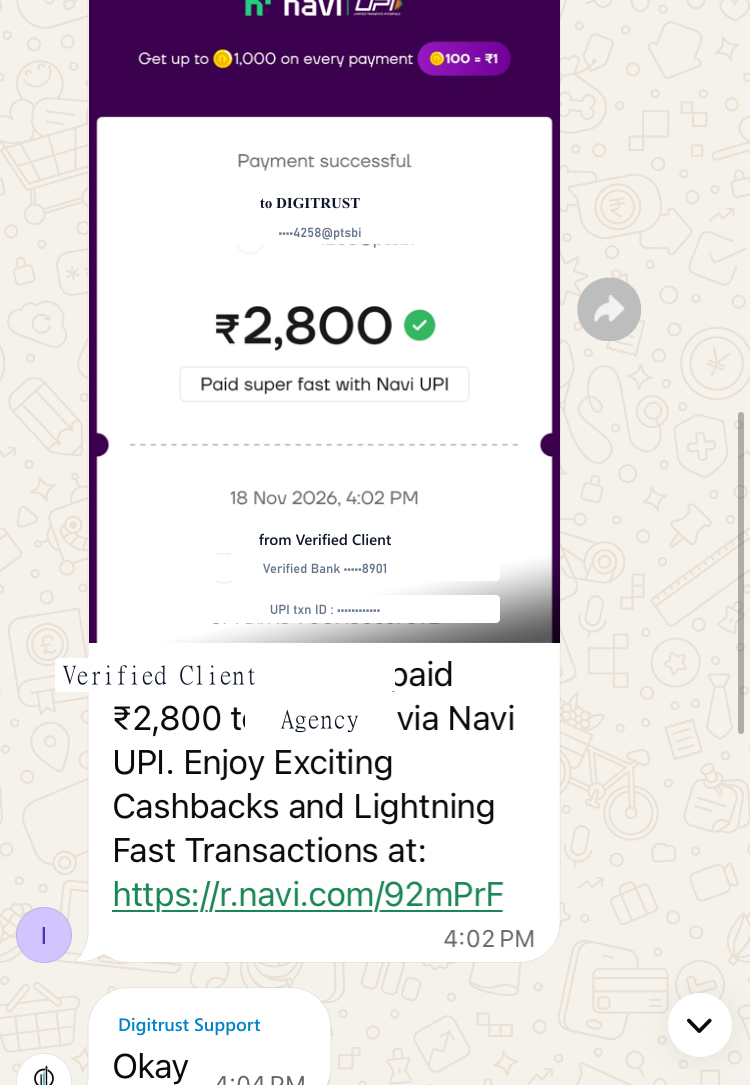 navi UPI
Get up to 1,000 on every payment 100 = ₹1
Payment successful
to DIGITRUST
••••4258@ptsbi
₹2,800
Paid super fast with Navi UPI
18 Nov 2026, 4:02 PM
from Verified Client
Verified Bank •••••8901
UPI txn ID : ••••••••••••
Verified Client paid
₹2,800 t Agency via Navi
UPI. Enjoy Exciting
Cashbacks and Lightning
Fast Transactions at:
https://r.navi.com/92mPrF
4:02 PM
I
Digitrust Support
Okay 4:04 PM